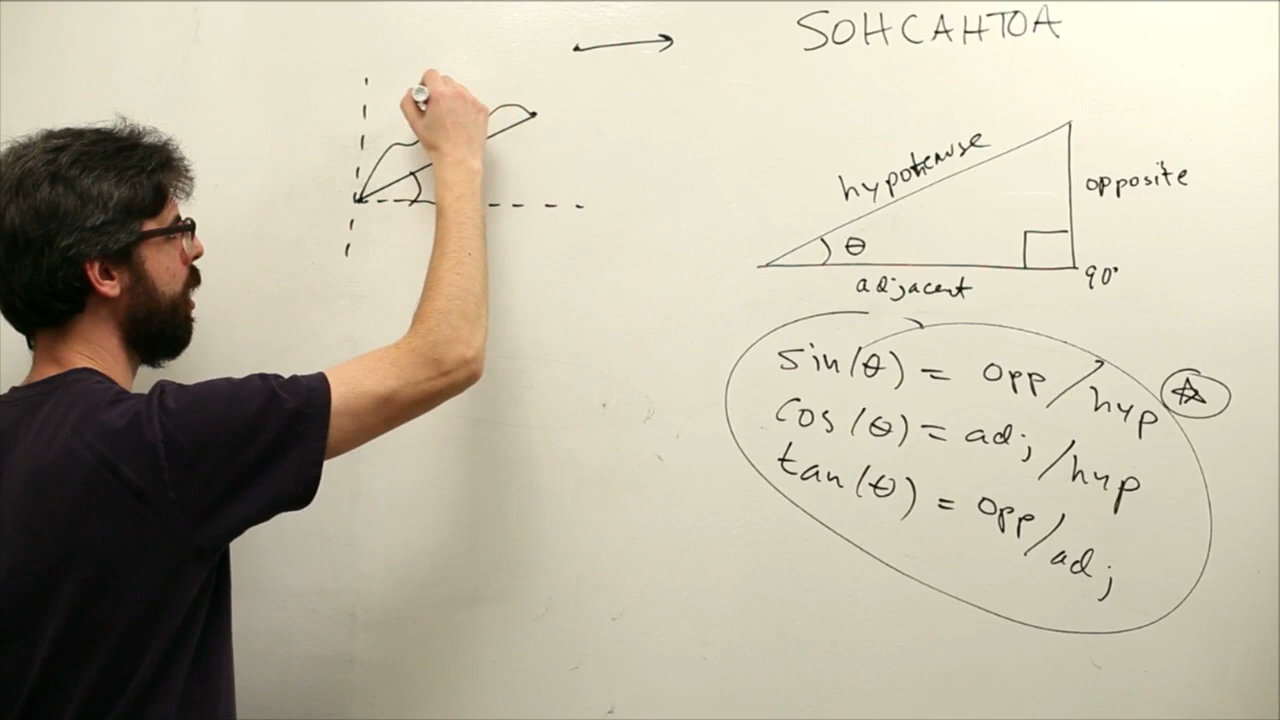 SOHCAHTOA
hypotenuse
opposite
θ
adjacent
90°
sin(θ) = opp/hyp
cos(θ) = adj/hyp
tan(θ) = opp/adj